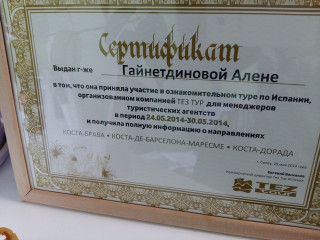 Сертификат
Выдан г-же Гайнетдиновой Алене
в том, что она приняла участие в ознакомительном туре по Испании,
организованном компанией ТЕЗ ТУР для менеджеров
туристических агентств
в период 24.05.2014-30.05.2014,
и получила полную информацию о направлениях
КОСТА-БРАВА • КОСТА-ДЕ-БАРСЕЛОНА-МАРЕСМЕ • КОСТА-ДОРАДА
TEZ
TOUR